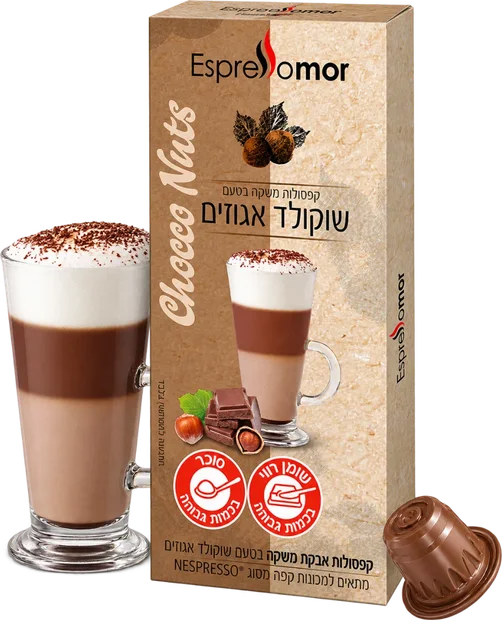 Espressomor
קפסולות משקה בטעם
שוקולד אגוזים
Chocco Nuts
סוכר
בכמות גבוהה
שומן רווי
בכמות גבוהה
קפסולות אבקת משקה בטעם שוקולד אגוזים
מתאים למכונות קפה מסוג NESPRESSO®
Espressomor